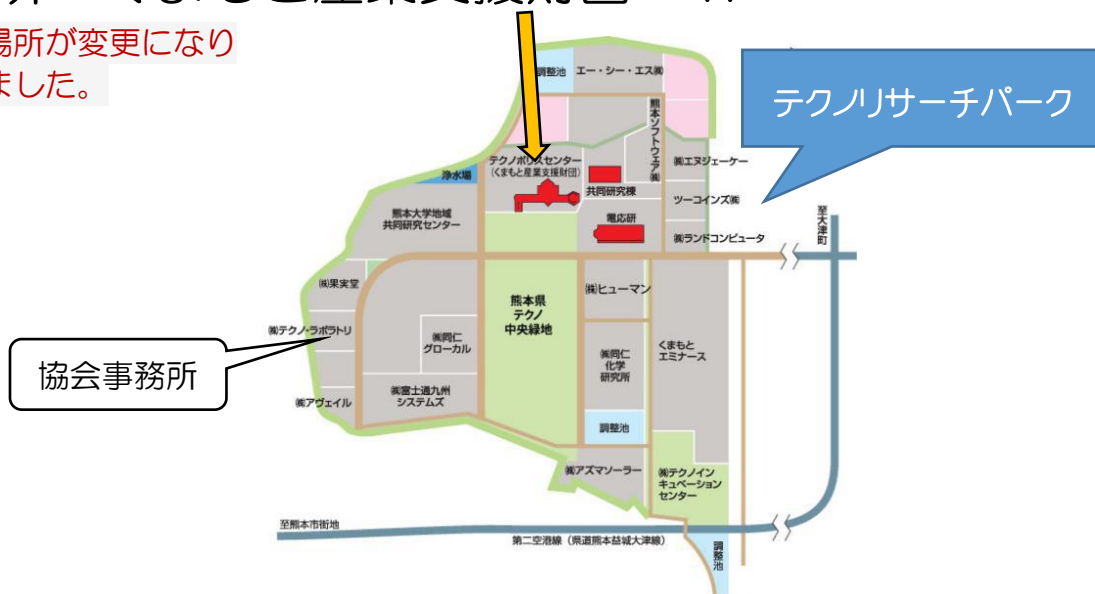 くまもと産業支援財団
場所が変更になり
ました。
テクノリサーチパーク
協会事務所
調整池
エー・シー・エス㈱
熊本ソフトウェア㈱
テクノポリスセンター
(くまもと産業支援財団)
浄水場
共同研究棟
㈱エヌジェーケー
ツーコインズ㈱
熊本大学地域
共同研究センター
電応研
㈱ランドコンピュータ
至大津町
㈱果実堂
㈱ヒューマン
熊本県
テクノ
中央緑地
㈱テクノ・ラボラトリ
㈱同仁
グローカル
㈱同仁
化学
研究所
くまもと
エミナース
㈱富士通九州
システムズ
㈱アヴェイル
調整池
㈱アズマソーラー
㈱テクノイン
キュベーション
センター
至熊本市街地
第二空港線（県道熊本益城大津線）
調整池